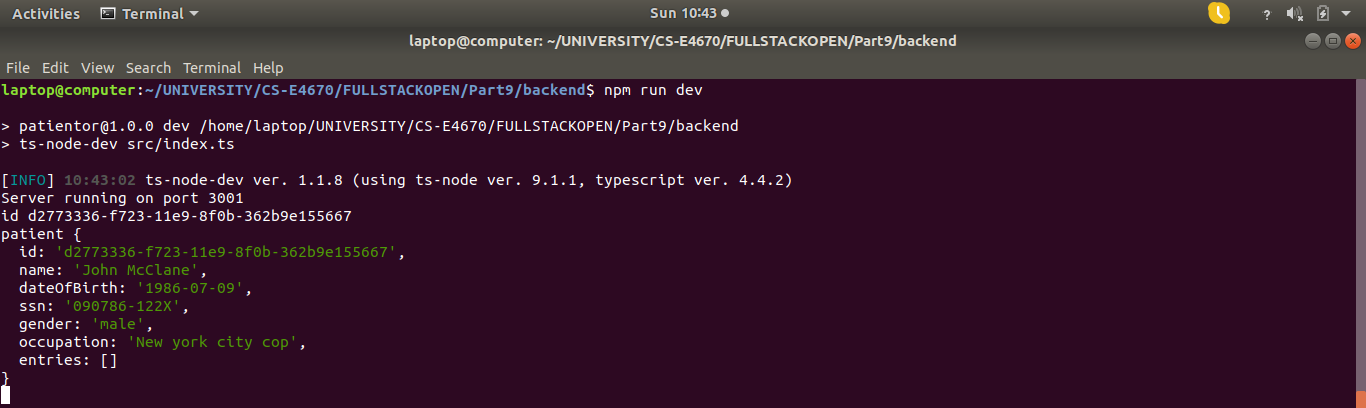 Activities Terminal Sun 10:43
laptop@computer: ~/UNIVERSITY/CS-E4670/FULLSTACKOPEN/Part9/backend
File Edit View Search Terminal Help
laptop@computer:~/UNIVERSITY/CS-E4670/FULLSTACKOPEN/Part9/backend$ npm run dev
> patientor@1.0.0 dev /home/laptop/UNIVERSITY/CS-E4670/FULLSTACKOPEN/Part9/backend
> ts-node-dev src/index.ts
[INFO] 10:43:02 ts-node-dev ver. 1.1.8 (using ts-node ver. 9.1.1, typescript ver. 4.4.2)
Server running on port 3001
id d2773336-f723-11e9-8f0b-362b9e155667
patient {
  id: 'd2773336-f723-11e9-8f0b-362b9e155667',
  name: 'John McClane',
  dateOfBirth: '1986-07-09',
  ssn: '090786-122X',
  gender: 'male',
  occupation: 'New york city cop',
  entries: []
}